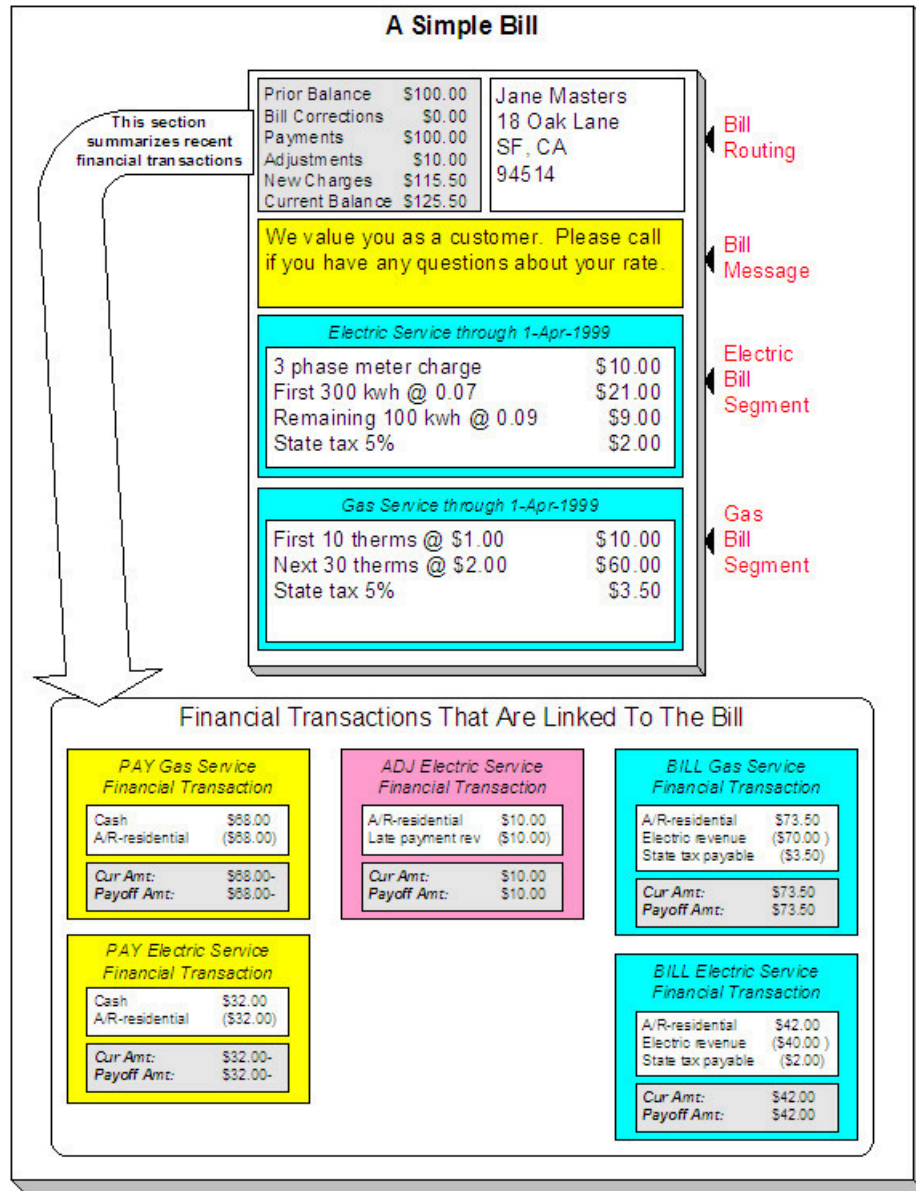 A Simple Bill
This section
summarizes recent
financial transactions
Prior Balance $100.00
Bill Corrections $0.00
Payments $100.00
Adjustments $10.00
New Charges $115.50
Current Balance $125.50
Jane Masters
18 Oak Lane
SF, CA
94514
Bill
Routing
We value you as a customer. Please call
if you have any questions about your rate.
Bill
Message
Electric Service through 1-Apr-1999
3 phase meter charge $10.00
First 300 kwh @ 0.07 $21.00
Remaining 100 kwh @ 0.09 $9.00
State tax 5% $2.00
Electric
Bill
Segment
Gas Service through 1-Apr-1999
First 10 therms @ $1.00 $10.00
Next 30 therms @ $2.00 $60.00
State tax 5% $3.50
Gas
Bill
Segment
Financial Transactions That Are Linked To The Bill
PAY Gas Service
Financial Transaction
Cash $68.00
A/R-residential ($68.00)
Cur Amt: $68.00-
Payoff Amt: $68.00-
PAY Electric Service
Financial Transaction
Cash $32.00
A/R-residential ($32.00)
Cur Amt: $32.00-
Payoff Amt: $32.00-
ADJ Electric Service
Financial Transaction
A/R-residential $10.00
Late payment rev ($10.00)
Cur Amt: $10.00
Payoff Amt: $10.00
BILL Gas Service
Financial Transaction
A/R-residential $73.50
Electric revenue ($70.00 )
State tax payable ($3.50)
Cur Amt: $73.50
Payoff Amt: $73.50
BILL Electric Service
Financial Transaction
A/R-residential $42.00
Electric revenue ($40.00 )
State tax payable ($2.00)
Cur Amt: $42.00
Payoff Amt: $42.00